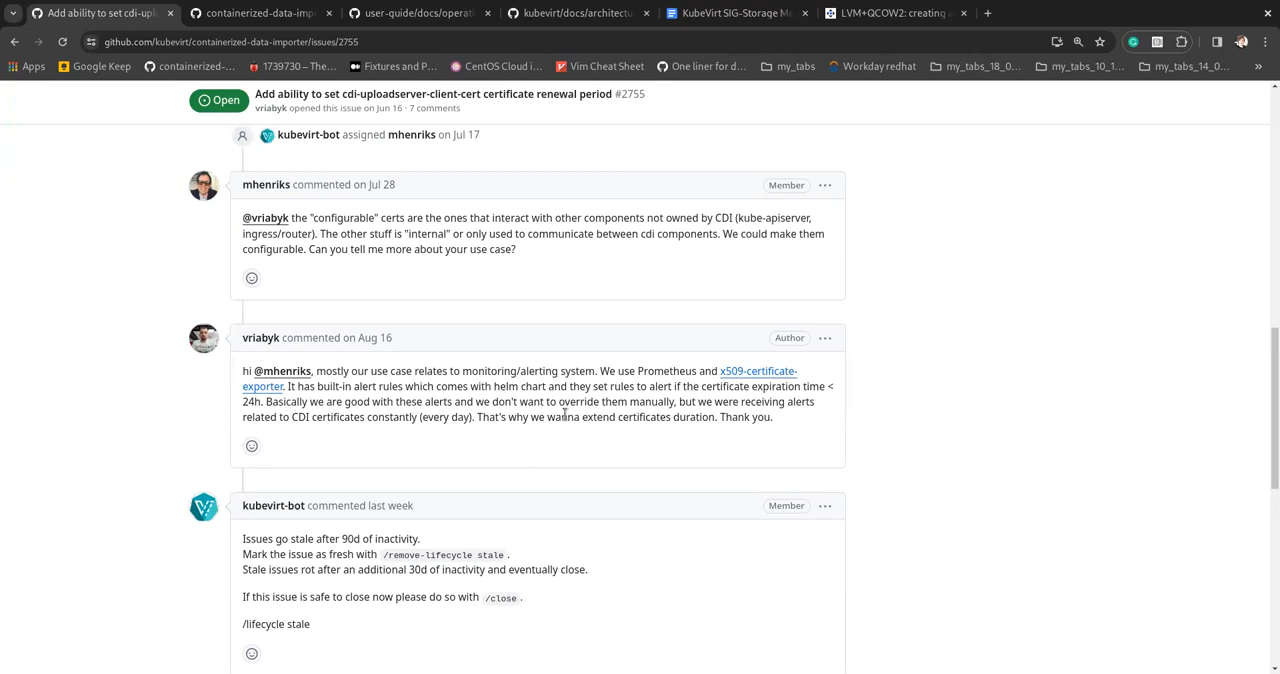 Add ability to set cdi-upl
containerized-data-imp
user-guide/docs/operati
kubevirt/docs/architectu
KubeVirt SIG-Storage Me
LVM+QCOW2: creating
github.com/kubevirt/containerized-data-importer/issues/2755
Apps
Google Keep
containerized-...
1739730 – The...
Fixtures and P...
CentOS Cloud i...
Vim Cheat Sheet
One liner for d...
my_tabs
Workday redhat
my_tabs_18_0...
my_tabs_10_1...
my_tabs_14_0...
»
Open
Add ability to set cdi-uploadserver-client-cert certificate renewal period #2755
vriabyk opened this issue on Jun 16 · 7 comments
kubevirt-bot assigned mhenriks on Jul 17
mhenriks commented on Jul 28
Member
@vriabyk the "configurable" certs are the ones that interact with other components not owned by CDI (kube-apiserver,
ingress/router). The other stuff is "internal" or only used to communicate between cdi components. We could make them
configurable. Can you tell me more about your use case?
vriabyk commented on Aug 16
Author
hi @mhenriks, mostly our use case relates to monitoring/alerting system. We use Prometheus and x509-certificate-
exporter. It has built-in alert rules which comes with helm chart and they set rules to alert if the certificate expiration time <
24h. Basically we are good with these alerts and we don't want to override them manually, but we were receiving alerts
related to CDI certificates constantly (every day). That's why we wanna extend certificates duration. Thank you.
kubevirt-bot commented last week
Member
Issues go stale after 90d of inactivity.
Mark the issue as fresh with /remove-lifecycle stale.
Stale issues rot after an additional 30d of inactivity and eventually close.
If this issue is safe to close now please do so with /close.
/lifecycle stale